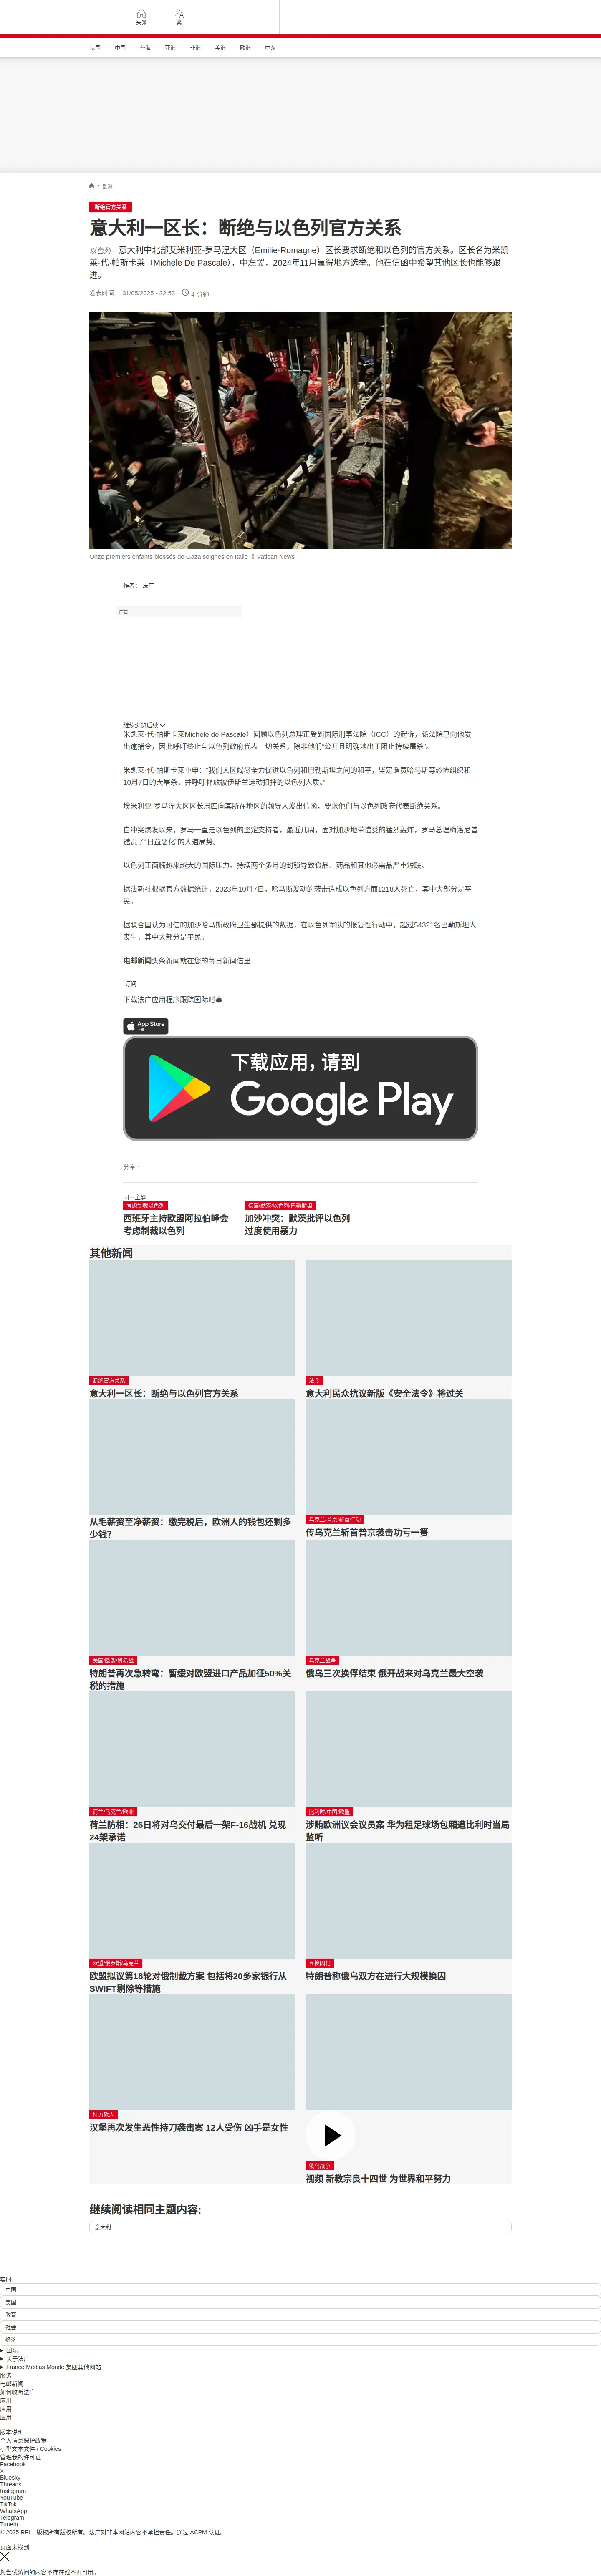 头条
繁
法国
中国
台海
亚洲
非洲
美洲
欧洲
中东
/ 欧洲
断绝官方关系
意大利一区长：断绝与以色列官方关系
以色列 – 意大利中北部艾米利亚-罗马涅大区（Emilie-Romagne）区长要求断绝和以色列的官方关系。区长名为米凯
莱·代·帕斯卡莱（Michele De Pascale），中左翼，2024年11月赢得地方选举。他在信函中希望其他区长也能够跟
进。
发表时间： 31/05/2025 - 22:53
4 分钟
Onze premiers enfants blessés de Gaza soignés en Italie © Vatican News
作者： 法广
广告
继续浏览后续
米凯莱·代·帕斯卡莱Michele de Pascale）回顾以色列总理正受到国际刑事法院（ICC）的起诉，该法院已向他发
出逮捕令，因此呼吁终止与以色列政府代表一切关系，除非他们“公开且明确地出于阻止持续屠杀”。
米凯莱·代·帕斯卡莱重申：“我们大区竭尽全力促进以色列和巴勒斯坦之间的和平，坚定谴责哈马斯等恐怖组织和
10月7日的大屠杀，并呼吁释放被伊斯兰运动扣押的以色列人质。”
埃米利亚-罗马涅大区区长周四向其所在地区的领导人发出信函，要求他们与以色列政府代表断绝关系。
自冲突爆发以来，罗马一直是以色列的坚定支持者，最近几周，面对加沙地带遭受的猛烈轰炸，罗马总理梅洛尼曾
谴责了“日益恶化”的人道局势。
以色列正面临越来越大的国际压力。持续两个多月的封锁导致食品、药品和其他必需品严重短缺。
据法新社根据官方数据统计，2023年10月7日，哈马斯发动的袭击造成以色列方面1218人死亡，其中大部分是平
民。
据联合国认为可信的加沙哈马斯政府卫生部提供的数据，在以色列军队的报复性行动中，超过54321名巴勒斯坦人
丧生，其中大部分是平民。
电邮新闻头条新闻就在您的每日新闻信里
订阅
下载法广应用程序跟踪国际时事
App Store
下载
下载应用，请到
Google Play
分享 :
同一主题
考虑制裁以色列
西班牙主持欧盟阿拉伯峰会
考虑制裁以色列
德国/默茨/以色列/巴勒斯坦
加沙冲突：默茨批评以色列
过度使用暴力
其他新闻
断绝官方关系
意大利一区长：断绝与以色列官方关系
法令
意大利民众抗议新版《安全法令》将过关
从毛薪资至净薪资：缴完税后，欧洲人的钱包还剩多
少钱？
乌克兰/普京/斩首行动
传乌克兰斩首普京袭击功亏一篑
美国/欧盟/贸易战
特朗普再次急转弯：暂缓对欧盟进口产品加征50%关
税的措施
乌克兰战争
俄乌三次换俘结束 俄开战来对乌克兰最大空袭
荷兰/乌克兰/欧洲
荷兰防相：26日将对乌交付最后一架F-16战机 兑现
24架承诺
比利时/中国/欧盟
涉贿欧洲议会议员案 华为租足球场包厢遭比利时当局
监听
欧盟/俄罗斯/乌克兰
欧盟拟议第18轮对俄制裁方案 包括将20多家银行从
SWIFT剔除等措施
互换囚犯
特朗普称俄乌双方在进行大规模换囚
持刀砍人
汉堡再次发生恶性持刀袭击案 12人受伤 凶手是女性
俄乌战争
视频 新教宗良十四世 为世界和平努力
继续阅读相同主题内容:
意大利
实时
中国
美国
教育
社会
经济
国际
关于法广
France Médias Monde 集团其他网站
服务
电邮新闻
如何收听法广
应用
应用
应用
版本说明
个人信息保护政策
小型文本文件 / Cookies
管理我的许可证
Facebook
X
Bluesky
Threads
Instagram
YouTube
TikTok
WhatsApp
Telegram
TuneIn
© 2025 RFI – 版权所有版权所有。法广对非本网站内容不承担责任。通过 ACPM 认证。
页面未找到
您尝试访问的内容不存在或不再可用。